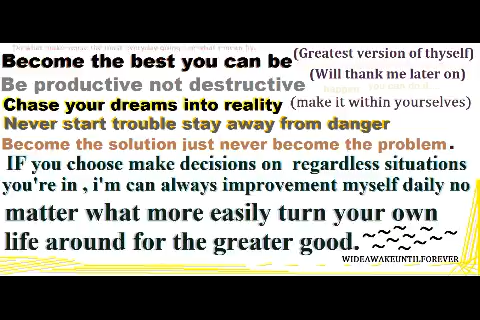 Become the best you can be (Greatest version of thyself)
Be productive not destructive (Will thank me later on)
Chase your dreams into reality (make it within yourselves)
Never start trouble stay away from danger
Become the solution just never become the problem.
IF you choose make decisions on regardless situations
you're in , i'm can always improvement myself daily no
matter what more easily turn your own
life around for the greater good.
WIDEAWAKEUNTILFOREVER